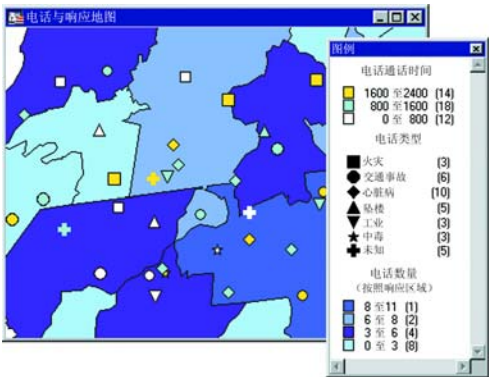 电话与响应地图
图例
电话通话时间
1600 至2400 (14)
800 至1600 (18)
0 至 800 (12)
电话类型
火灾 (3)
交通事故 (6)
心脏病 (10)
坠楼 (5)
工业 (3)
中毒 (3)
未知 (5)
电话数量
(按照响应区域)
8 至11 (1)
6 至 8 (2)
3 至 6 (4)
0 至 3 (8)